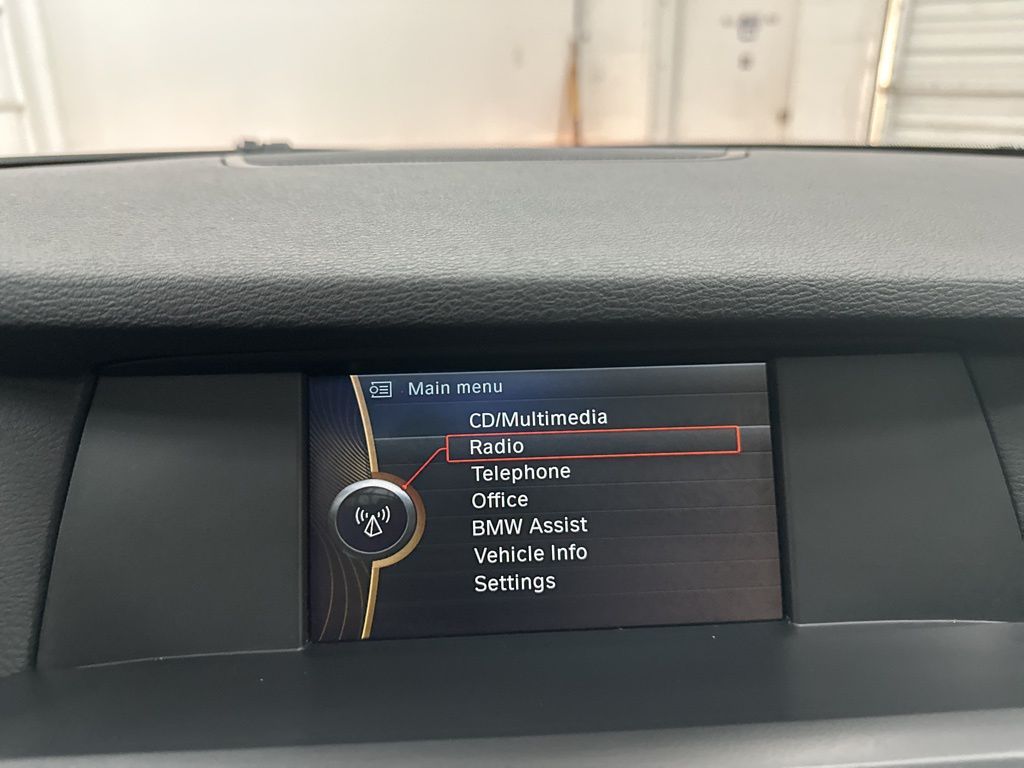 Main menu
CD/Multimedia
Radio
Telephone
Office
BMW Assist
Vehicle Info
Settings